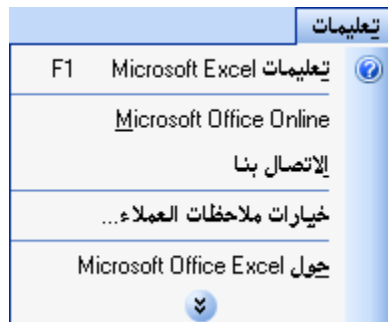 تعليمات
تعليمات Microsoft Excel F1
Microsoft Office Online
الاتصال بنا
خيارات ملاحظات العملاء...
حول Microsoft Office Excel